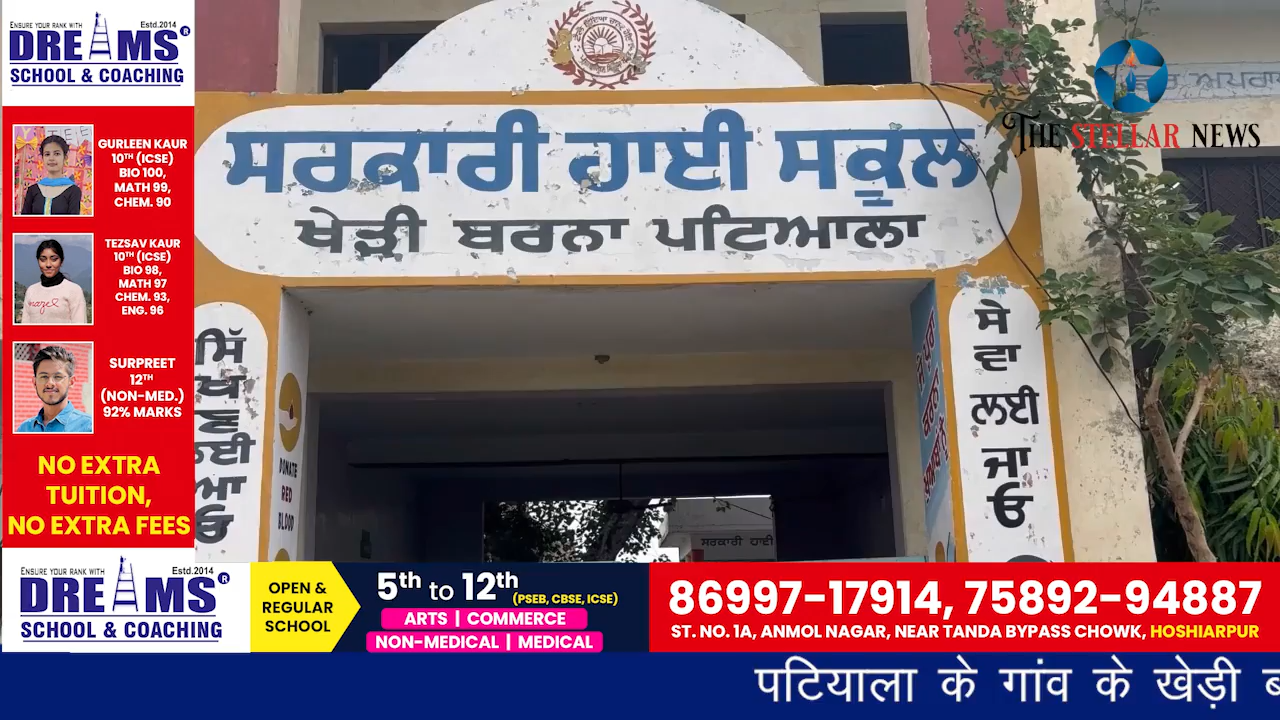 ENSURE YOUR RANK WITH Estd.2014
DREAMS®
SCHOOL & COACHING
GURLEEN KAUR
10TH (ICSE)
BIO 100,
MATH 99,
CHEM. 90
TEZSAV KAUR
10TH (ICSE)
BIO 98,
MATH 97
CHEM. 93,
ENG. 96
SURPREET
12TH
(NON-MED.)
92% MARKS
NO EXTRA
TUITION,
NO EXTRA FEES
THE STELLAR NEWS
ਸਰਕਾਰੀ ਹਾਈ ਸਕੂਲ
ਖੇੜੀ ਬਰਨਾ ਪਟਿਆਲਾ
ਸਿੱ
ਖ
ਣ
ਲਈ
ਆ
ਓ
DONATE
RED
BLOOD
ਸਰਕਾਰੀ ਹਾਈ
ਸੇ
ਵਾ
ਲਈ
ਜਾ
ਓ
ENSURE YOUR RANK WITH Estd.2014
DREAMS®
SCHOOL & COACHING
OPEN &
REGULAR
SCHOOL
5th to 12th (PSEB, CBSE, ICSE)
ARTS | COMMERCE
NON-MEDICAL | MEDICAL
86997-17914, 75892-94887
ST. NO. 1A, ANMOL NAGAR, NEAR TANDA BYPASS CHOWK, HOSHIARPUR
पटियाला के गांव के खेड़ी